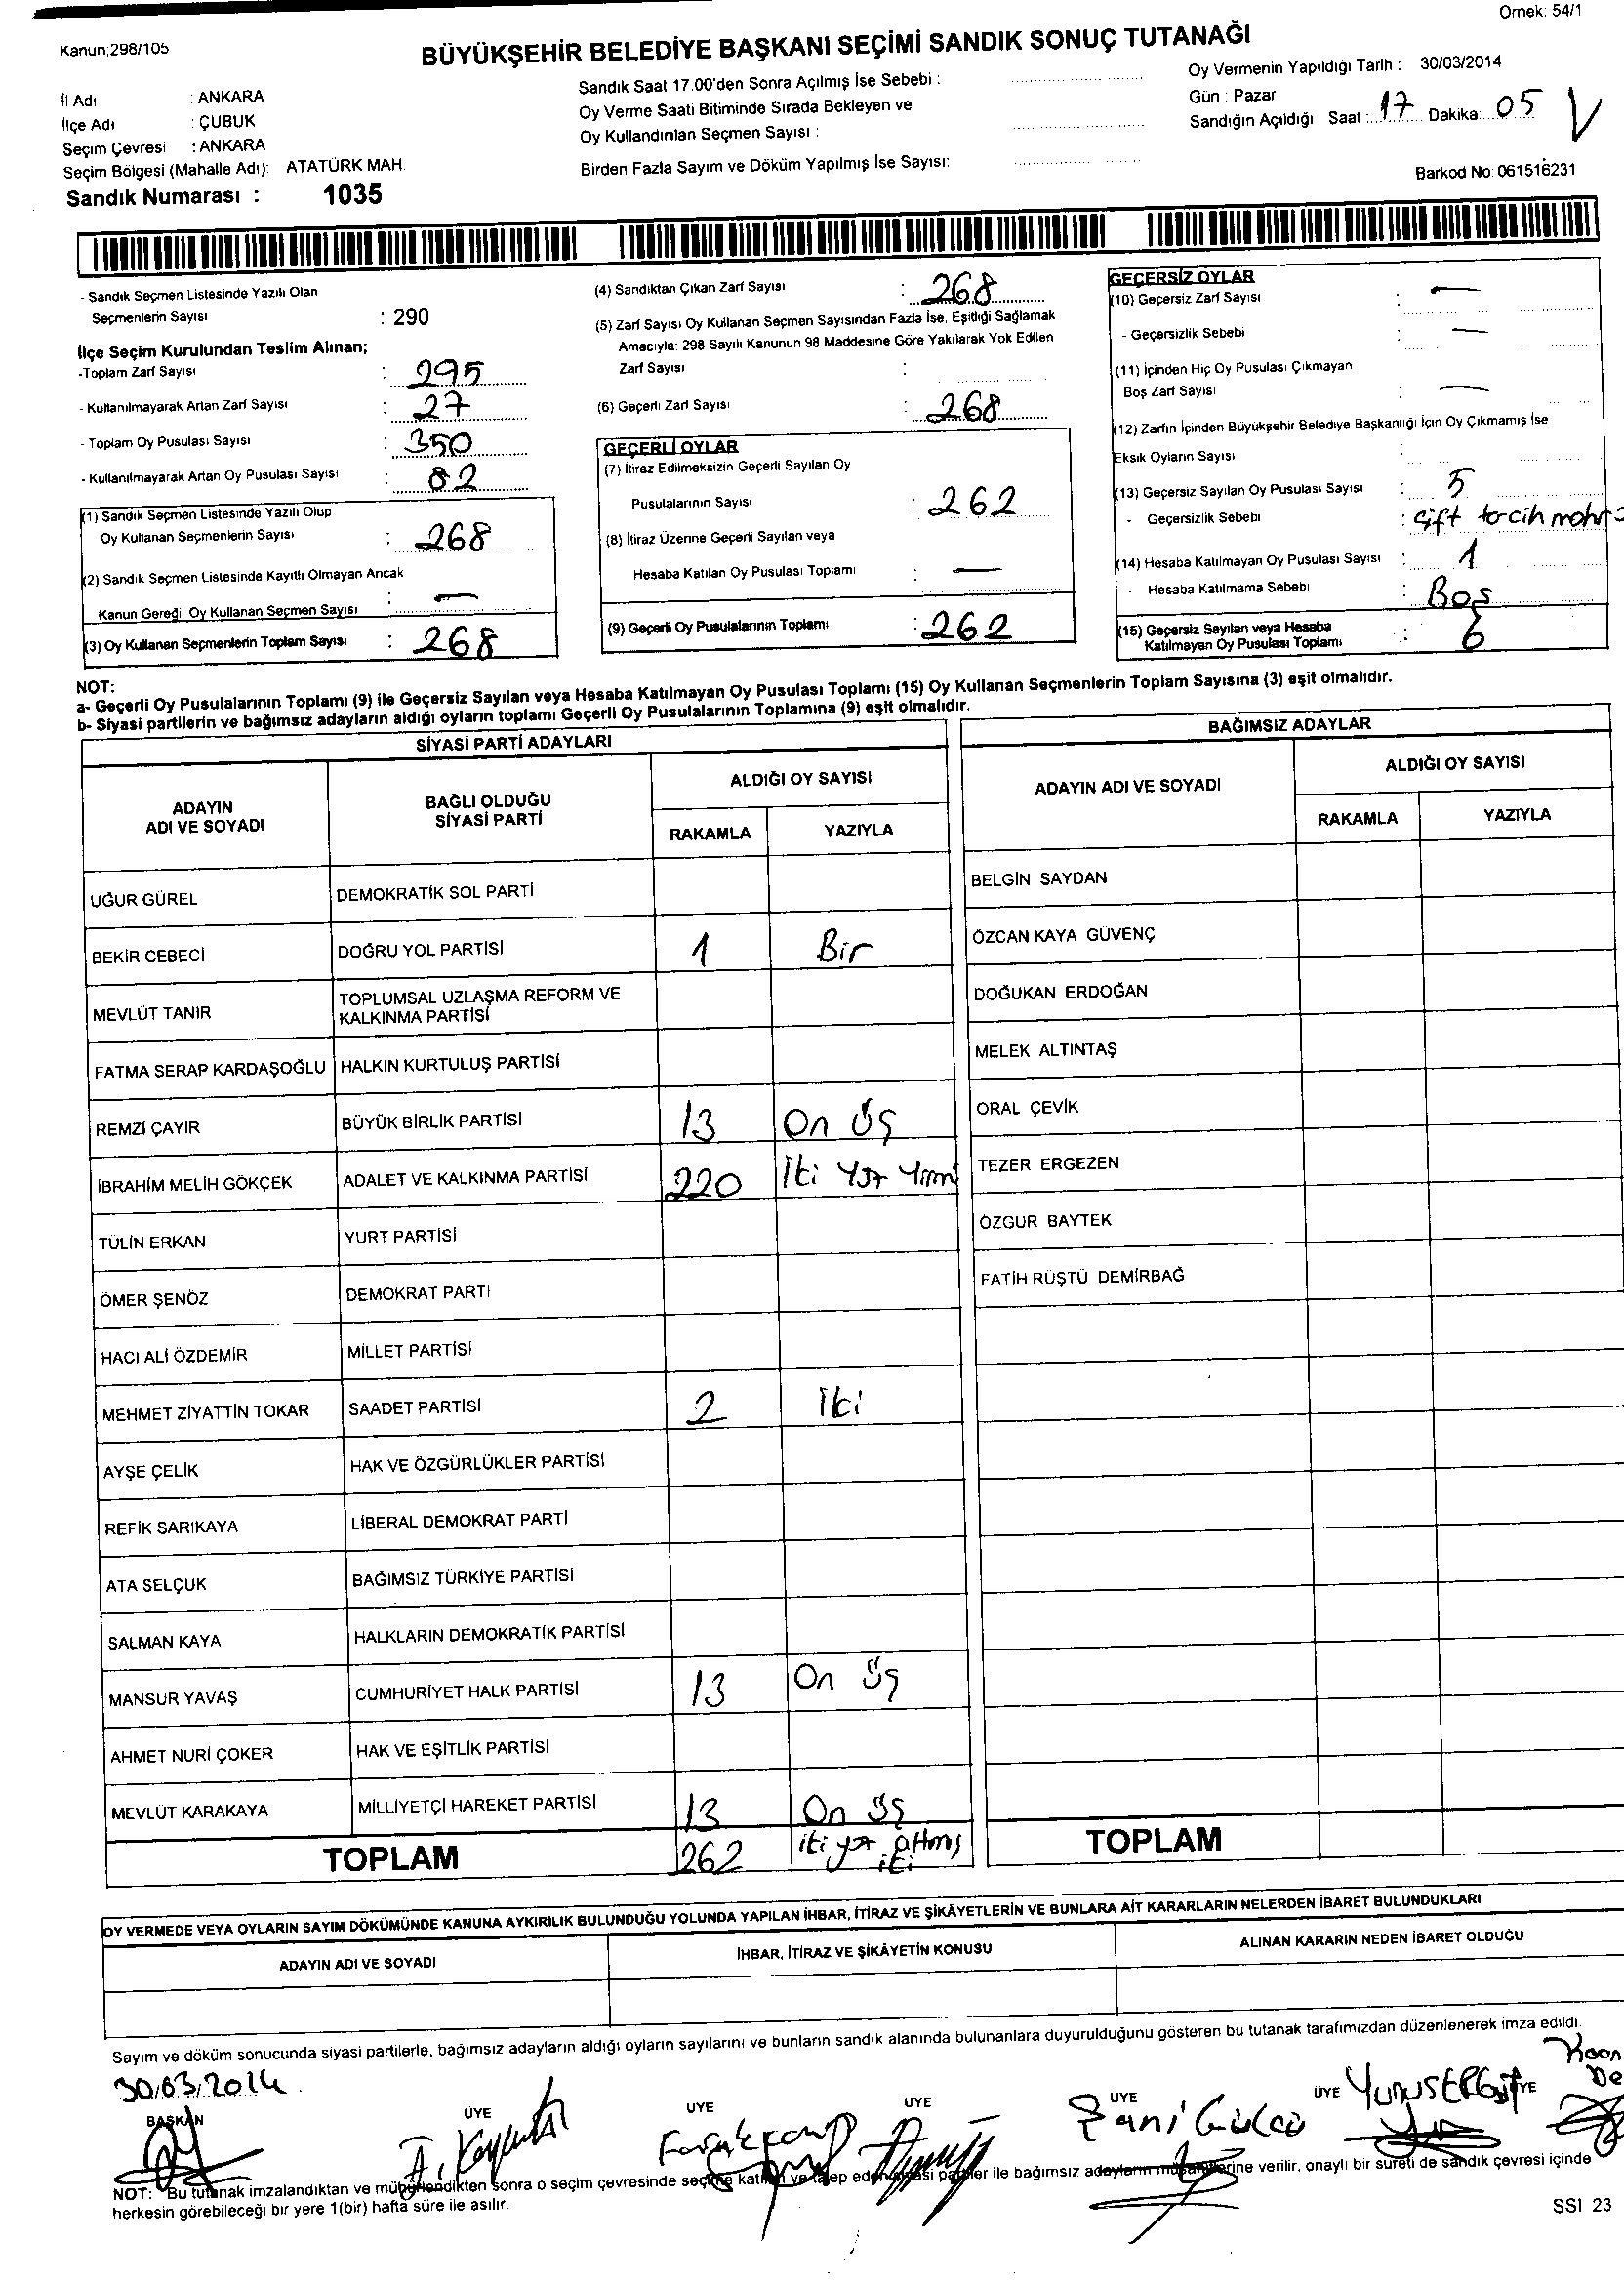 Örnek: 54/1
Kanun;298/105
BÜYÜKŞEHİR BELEDİYE BAŞKANI SEÇİMİ SANDIK SONUÇ TUTANAĞI
İl Adı : ANKARA
İlçe Adı : ÇUBUK
Seçim Çevresi : ANKARA
Seçim Bölgesi (Mahalle Adı): ATATÜRK MAH.
Sandık Numarası : 1035
Sandık Saat 17.00'den Sonra Açılmış İse Sebebi :
Oy Verme Saati Bitiminde Sırada Bekleyen ve
Oy Kullandırılan Seçmen Sayısı :
Birden Fazla Sayım ve Döküm Yapılmış İse Sayısı:
Oy Vermenin Yapıldığı Tarih : 30/03/2014
Gün : Pazar
Sandığın Açıldığı Saat : 17 Dakika: 05
Barkod No: 061516231
- Sandık Seçmen Listesinde Yazılı Olan
Seçmenlerin Sayısı : 290
İlçe Seçim Kurulundan Teslim Alınan;
-Toplam Zarf Sayısı : 295
- Kullanılmayarak Artan Zarf Sayısı : 27
- Toplam Oy Pusulası Sayısı : 350
- Kullanılmayarak Artan Oy Pusulası Sayısı : 82
(1) Sandık Seçmen Listesinde Yazılı Olup
Oy Kullanan Seçmenlerin Sayısı : 268
(2) Sandık Seçmen Listesinde Kayıtlı Olmayan Ancak
Kanun Gereği Oy Kullanan Seçmen Sayısı : —
(3) Oy Kullanan Seçmenlerin Toplam Sayısı : 268
(4) Sandıktan Çıkan Zarf Sayısı : 268
(5) Zarf Sayısı Oy Kullanan Seçmen Sayısından Fazla İse, Eşitliği Sağlamak
Amacıyla: 298 Sayılı Kanunun 98.Maddesine Göre Yakılarak Yok Edilen
Zarf Sayısı :
(6) Geçerli Zarf Sayısı : 268
GEÇERLİ OYLAR
(7) İtiraz Edilmeksizin Geçerli Sayılan Oy
Pusulalarının Sayısı : 262
(8) İtiraz Üzerine Geçerli Sayılan veya
Hesaba Katılan Oy Pusulası Toplamı : —
(9) Geçerli Oy Pusulalarının Toplamı : 262
GEÇERSİZ OYLAR
(10) Geçersiz Zarf Sayısı : —
- Geçersizlik Sebebi : —
(11) İçinden Hiç Oy Pusulası Çıkmayan
Boş Zarf Sayısı : —
(12) Zarfın İçinden Büyükşehir Belediye Başkanlığı İçin Oy Çıkmamış İse
Eksik Oyların Sayısı :
(13) Geçersiz Sayılan Oy Pusulası Sayısı : 5
- Geçersizlik Sebebi : Çift tercih
(14) Hesaba Katılmayan Oy Pusulası Sayısı : 1
- Hesaba Katılmama Sebebi : Boş
(15) Geçersiz Sayılan veya Hesaba
Katılmayan Oy Pusulası Toplamı : 6
NOT:
a- Geçerli Oy Pusulalarının Toplamı (9) ile Geçersiz Sayılan veya Hesaba Katılmayan Oy Pusulası Toplamı (15) Oy Kullanan Seçmenlerin Toplam Sayısına (3) eşit olmalıdır.
b- Siyasi partilerin ve bağımsız adayların aldığı oyların toplamı Geçerli Oy Pusulalarının Toplamına (9) eşit olmalıdır.
SİYASİ PARTİ ADAYLARI
ADAYIN ADI VE SOYADI BAĞLI OLDUĞU SİYASİ PARTİ ALDIĞI OY SAYISI
RAKAMLA YAZIYLA
UĞUR GÜREL DEMOKRATİK SOL PARTİ
BEKİR CEBECİ DOĞRU YOL PARTİSİ 1 Bir
MEVLÜT TANIR TOPLUMSAL UZLAŞMA REFORM VE KALKINMA PARTİSİ
FATMA SERAP KARDAŞOĞLU HALKIN KURTULUŞ PARTİSİ
REMZİ ÇAYIR BÜYÜK BİRLİK PARTİSİ 13 On üç
İBRAHİM MELİH GÖKÇEK ADALET VE KALKINMA PARTİSİ 220 İki yüz yirmi
TÜLİN ERKAN YURT PARTİSİ
ÖMER ŞENÖZ DEMOKRAT PARTİ
HACI ALİ ÖZDEMİR MİLLET PARTİSİ
MEHMET ZİYATTİN TOKAR SAADET PARTİSİ 2 İki
AYŞE ÇELİK HAK VE ÖZGÜRLÜKLER PARTİSİ
REFİK SARIKAYA LİBERAL DEMOKRAT PARTİ
ATA SELÇUK BAĞIMSIZ TÜRKİYE PARTİSİ
SALMAN KAYA HALKLARIN DEMOKRATİK PARTİSİ
MANSUR YAVAŞ CUMHURİYET HALK PARTİSİ 13 On üç
AHMET NURİ ÇOKER HAK VE EŞİTLİK PARTİSİ
MEVLÜT KARAKAYA MİLLİYETÇİ HAREKET PARTİSİ 13 On üç
TOPLAM 262 iki yüz altmış iki
BAĞIMSIZ ADAYLAR
ADAYIN ADI VE SOYADI ALDIĞI OY SAYISI
RAKAMLA YAZIYLA
BELGİN SAYDAN
ÖZCAN KAYA GÜVENÇ
DOĞUKAN ERDOĞAN
MELEK ALTINTAŞ
ORAL ÇEVİK
TEZER ERGEZEN
ÖZGUR BAYTEK
FATİH RÜŞTÜ DEMİRBAĞ
TOPLAM
OY VERMEDE VEYA OYLARIN SAYIM DÖKÜMÜNDE KANUNA AYKIRILIK BULUNDUĞU YOLUNDA YAPILAN İHBAR, İTİRAZ VE ŞİKÂYETLERİN VE BUNLARA AİT KARARLARIN NELERDEN İBARET BULUNDUKLARI
ADAYIN ADI VE SOYADI İHBAR, İTİRAZ VE ŞİKÂYETİN KONUSU ALINAN KARARIN NEDEN İBARET OLDUĞU
Sayım ve döküm sonucunda siyasi partilerle, bağımsız adayların aldığı oyların sayılarını ve bunların sandık alanında bulunanlara duyurulduğunu gösteren bu tutanak tarafımızdan düzenlenerek imza edildi.
30/03/2014
BAŞKAN ÜYE ÜYE ÜYE ÜYE ÜYE ÜYE
NOT: Bu tutanak imzalandıktan ve mühürlendikten sonra o seçim çevresinde seçime katılan ve talep eden siyasi partiler ile bağımsız adayların müşahitlerine verilir, onaylı bir sureti de sandık çevresi içinde
herkesin görebileceği bir yere 1(bir) hafta süre ile asılır.
SSI 23